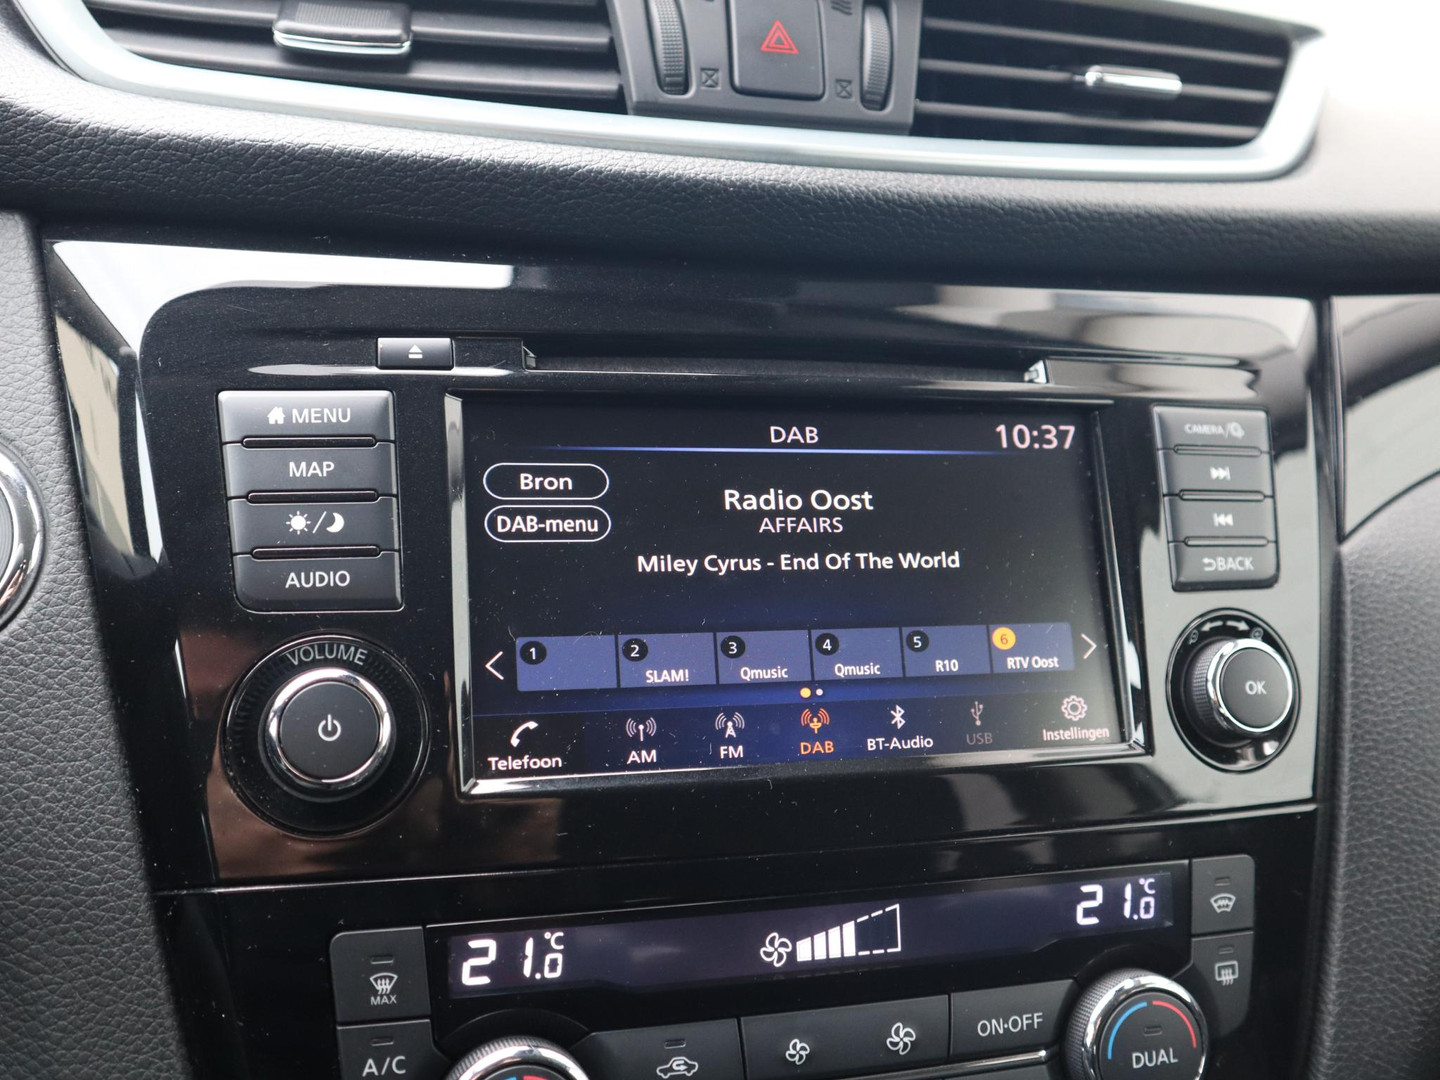 MENU
MAP
AUDIO
VOLUME
DAB
10:37
Bron
DAB-menu
Radio Oost
AFFAIRS
Miley Cyrus - End Of The World
1
2 SLAM!
3 Qmusic
4 Qmusic
5 R10
6 RTV Oost
Telefoon
AM
FM
DAB
BT-Audio
USB
Instellingen
CAMERA/
BACK
OK
21.0 °C
21.0 °C
MAX
A/C
ON·OFF
DUAL